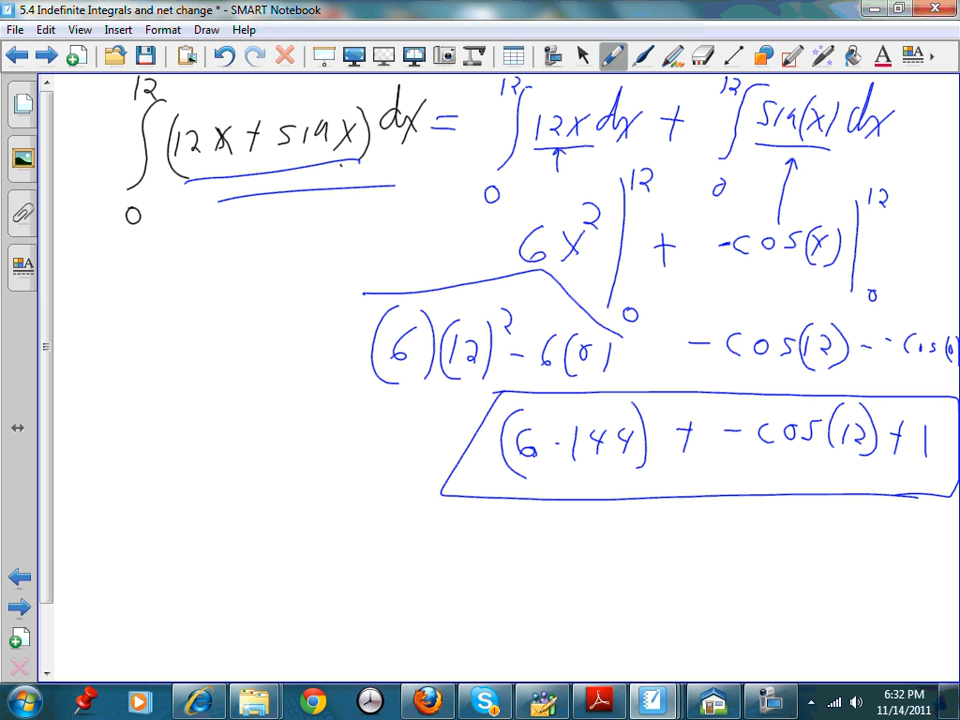 5.4 Indefinite Integrals and net change * - SMART Notebook
File Edit View Insert Format Draw Help
∫₀¹² (12x + sin x) dx = ∫₀¹² 12x dx + ∫₀¹² sin(x) dx
6x² |₀¹² + -cos(x) |₀¹²
(6)(12)² - 6(0) - cos(12) - - cos(0)
(6 · 144) + - cos(12) + 1
6:32 PM
11/14/2011